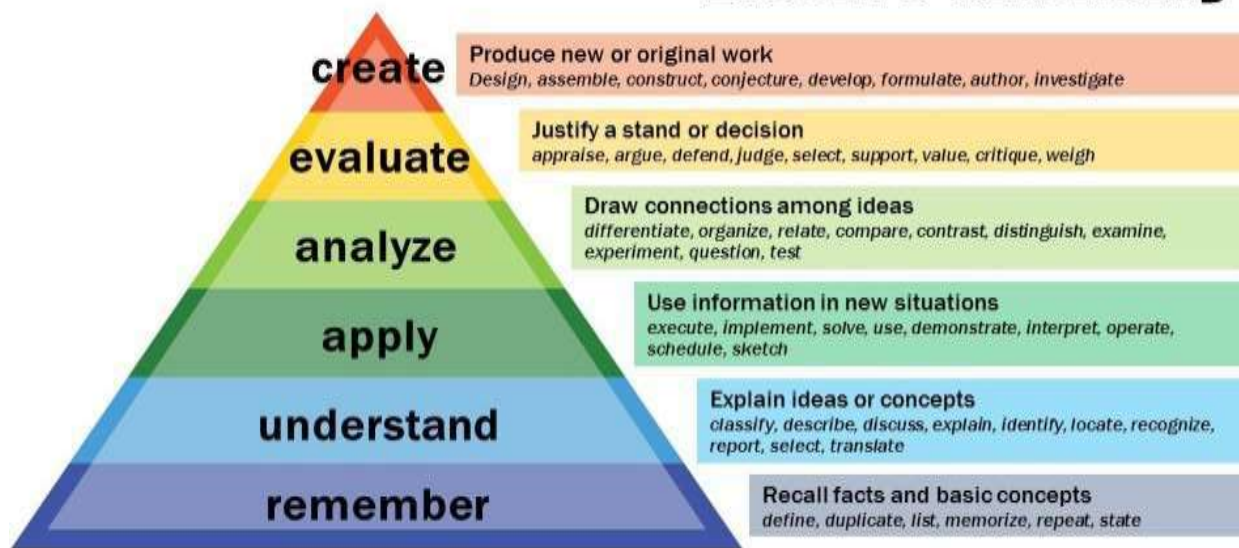 create
Produce new or original work
Design, assemble, construct, conjecture, develop, formulate, author, investigate
evaluate
Justify a stand or decision
appraise, argue, defend, judge, select, support, value, critique, weigh
analyze
Draw connections among ideas
differentiate, organize, relate, compare, contrast, distinguish, examine,
experiment, question, test
apply
Use information in new situations
execute, implement, solve, use, demonstrate, interpret, operate,
schedule, sketch
understand
Explain ideas or concepts
classify, describe, discuss, explain, identify, locate, recognize,
report, select, translate
remember
Recall facts and basic concepts
define, duplicate, list, memorize, repeat, state